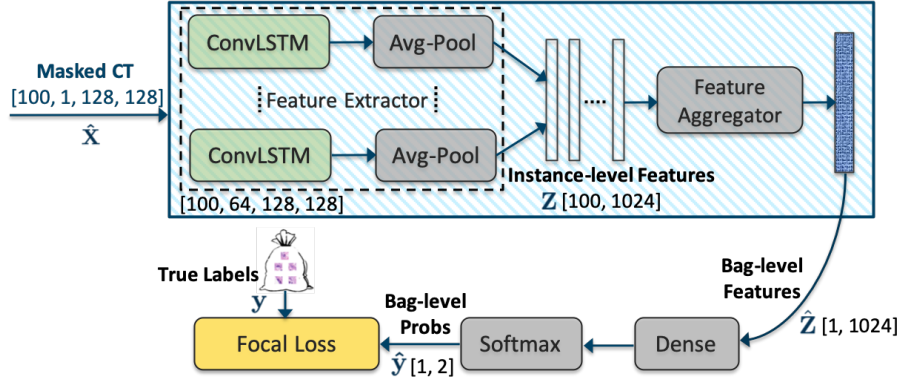 ConvLSTM
Avg-Pool
Masked CT
[100, 1, 128, 128]
X̂
Feature Extractor
....
Feature
Aggregator
ConvLSTM
Avg-Pool
Instance-level Features
[100, 64, 128, 128]
Z [100, 1024]
True Labels
y
Bag-level
Features
Ẑ [1, 1024]
Bag-level
Probs
Focal Loss
Softmax
Dense
ŷ [1, 2]